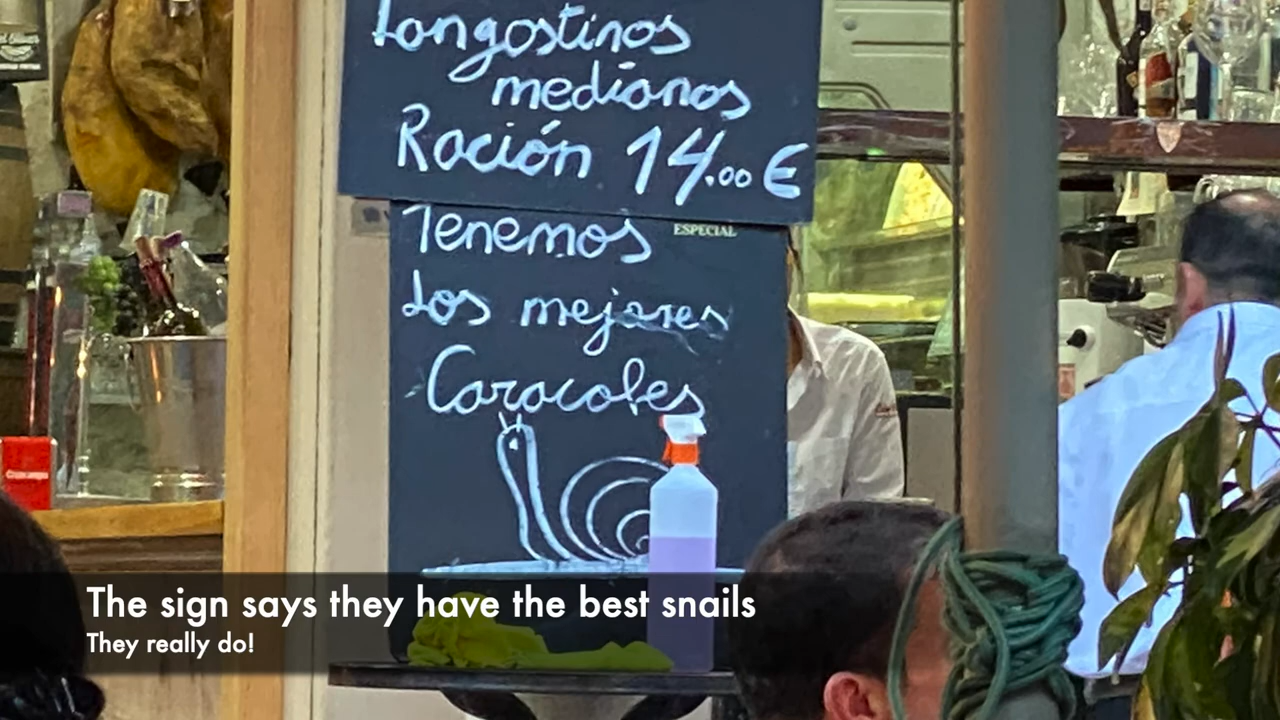 Langostinos
medianos
Ración 14.00 €
Tenemos
ESPECIAL
Los mejores
Caracoles
The sign says they have the best snails
They really do!